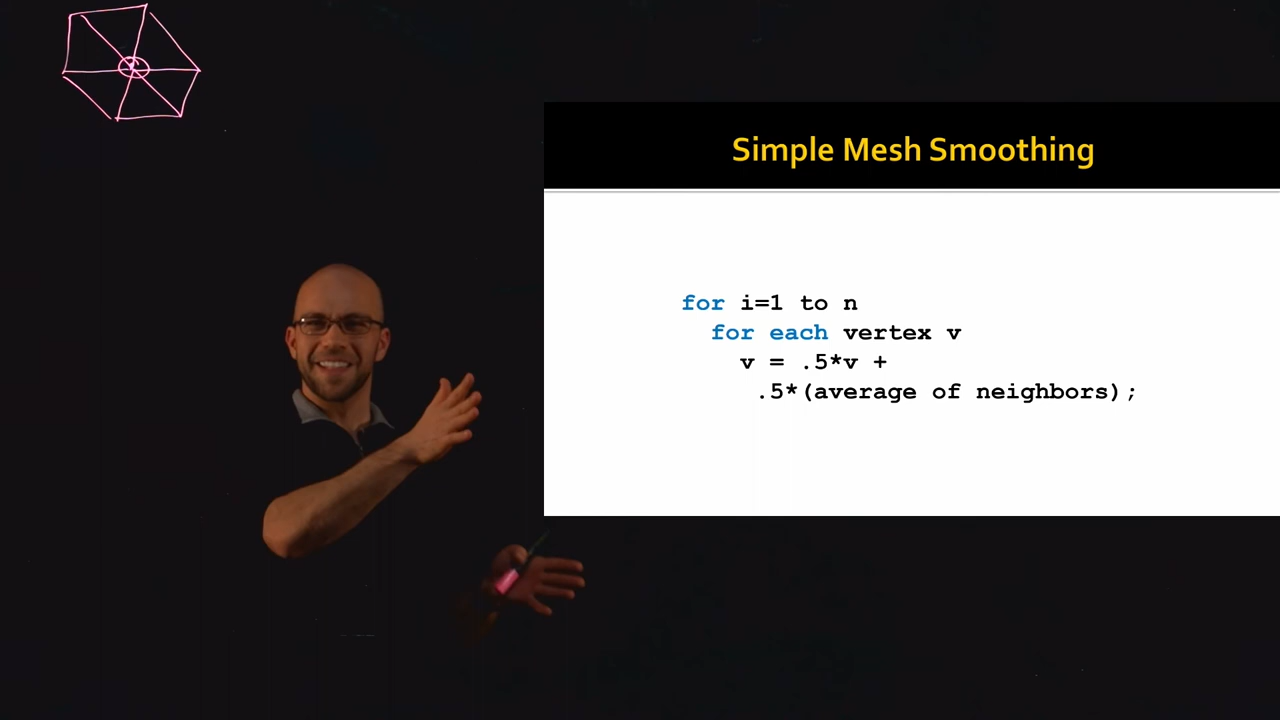 Simple Mesh Smoothing
for i=1 to n
for each vertex v
v = .5*v +
.5*(average of neighbors);